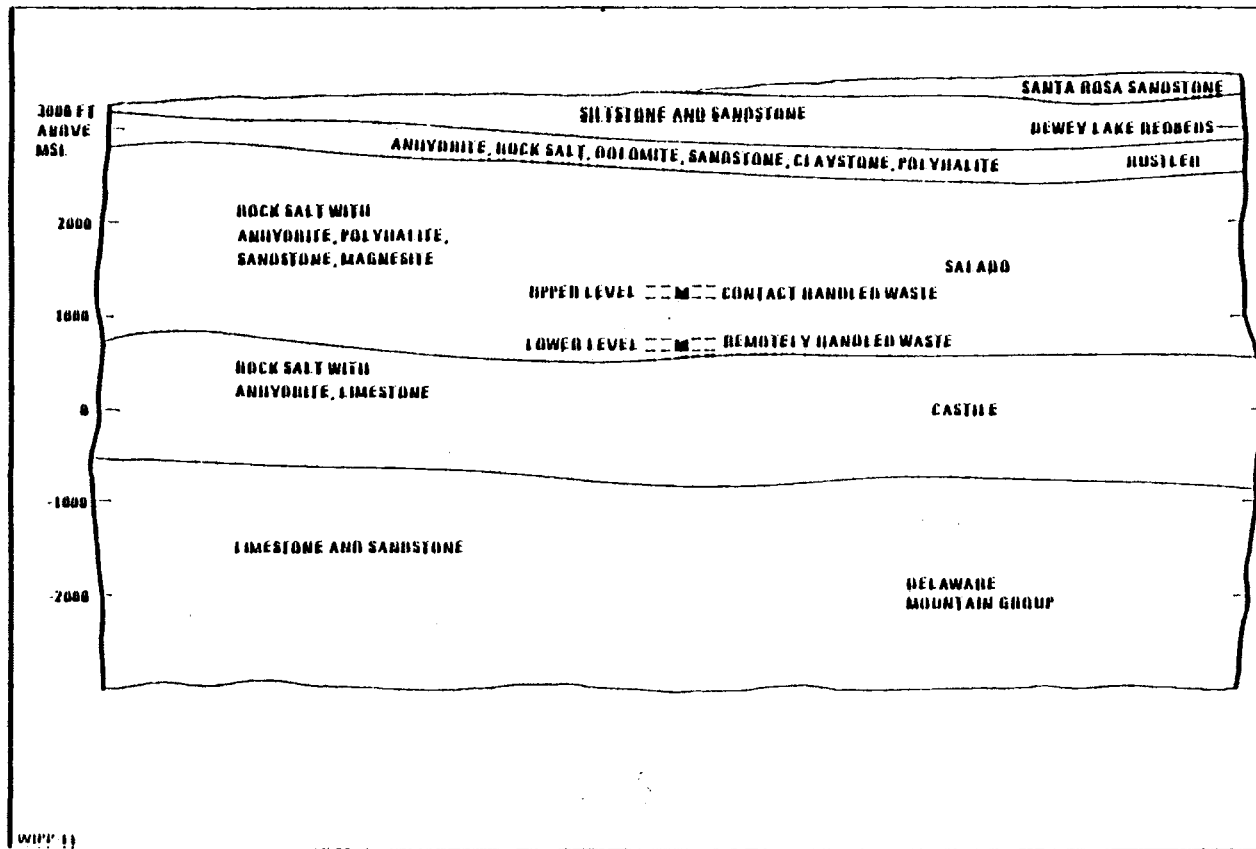 SANTA ROSA SANDSTONE
3000 FT
ABOVE
MSL
SILTSTONE AND SANDSTONE
DEWEY LAKE REDBEDS
ANHYDRITE, ROCK SALT, DOLOMITE, SANDSTONE, CLAYSTONE, POLYHALITE
RUSTLER
ROCK SALT WITH
2000
ANHYDRITE, POLYHALITE,
SANDSTONE, MAGNESITE
SALADO
UPPER LEVEL CONTACT HANDLED WASTE
1000
LOWER LEVEL REMOTELY HANDLED WASTE
ROCK SALT WITH
ANHYDRITE, LIMESTONE
0
CASTILE
-1000
LIMESTONE AND SANDSTONE
DELAWARE
-2000
MOUNTAIN GROUP
WIPP